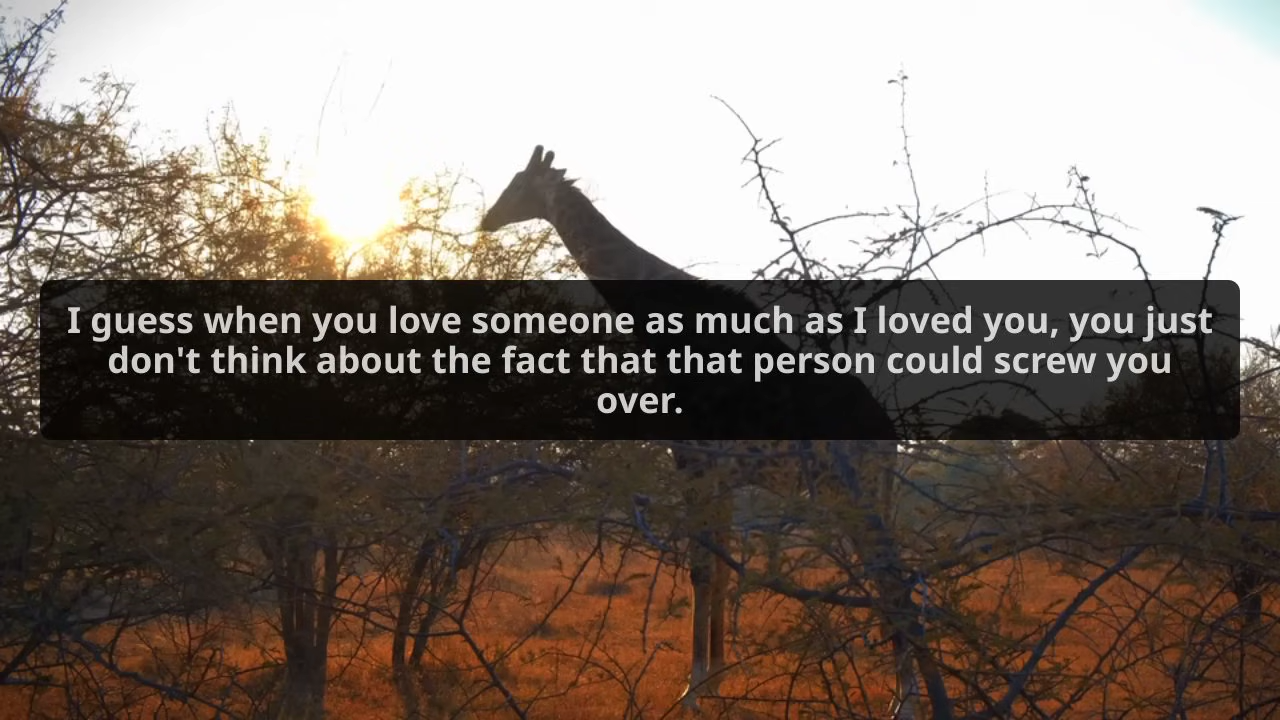 I guess when you love someone as much as I loved you, you just
don't think about the fact that that person could screw you
over.